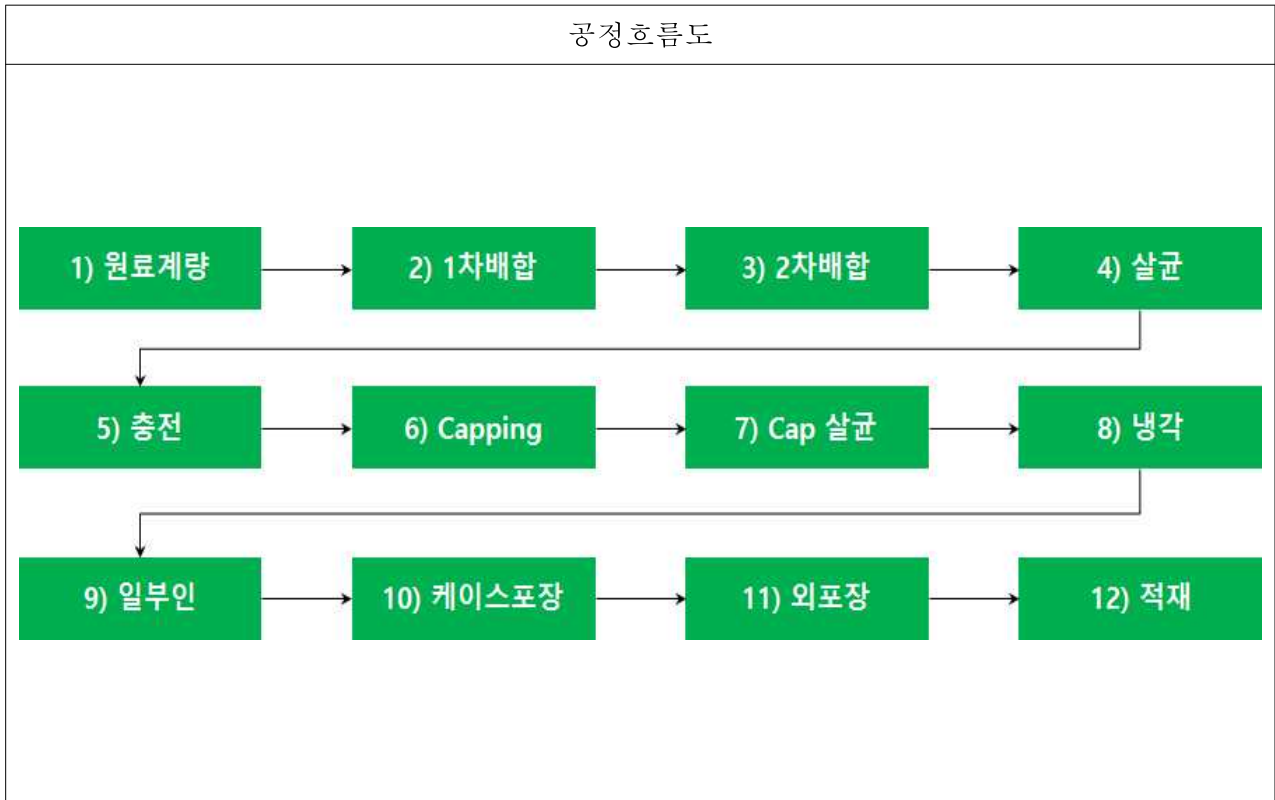 공정흐름도
1) 원료계량
2) 1차배합
3) 2차배합
4) 살균
5) 충전
6) Capping
7) Cap 살균
8) 냉각
9) 일부인
10) 케이스포장
11) 외포장
12) 적재